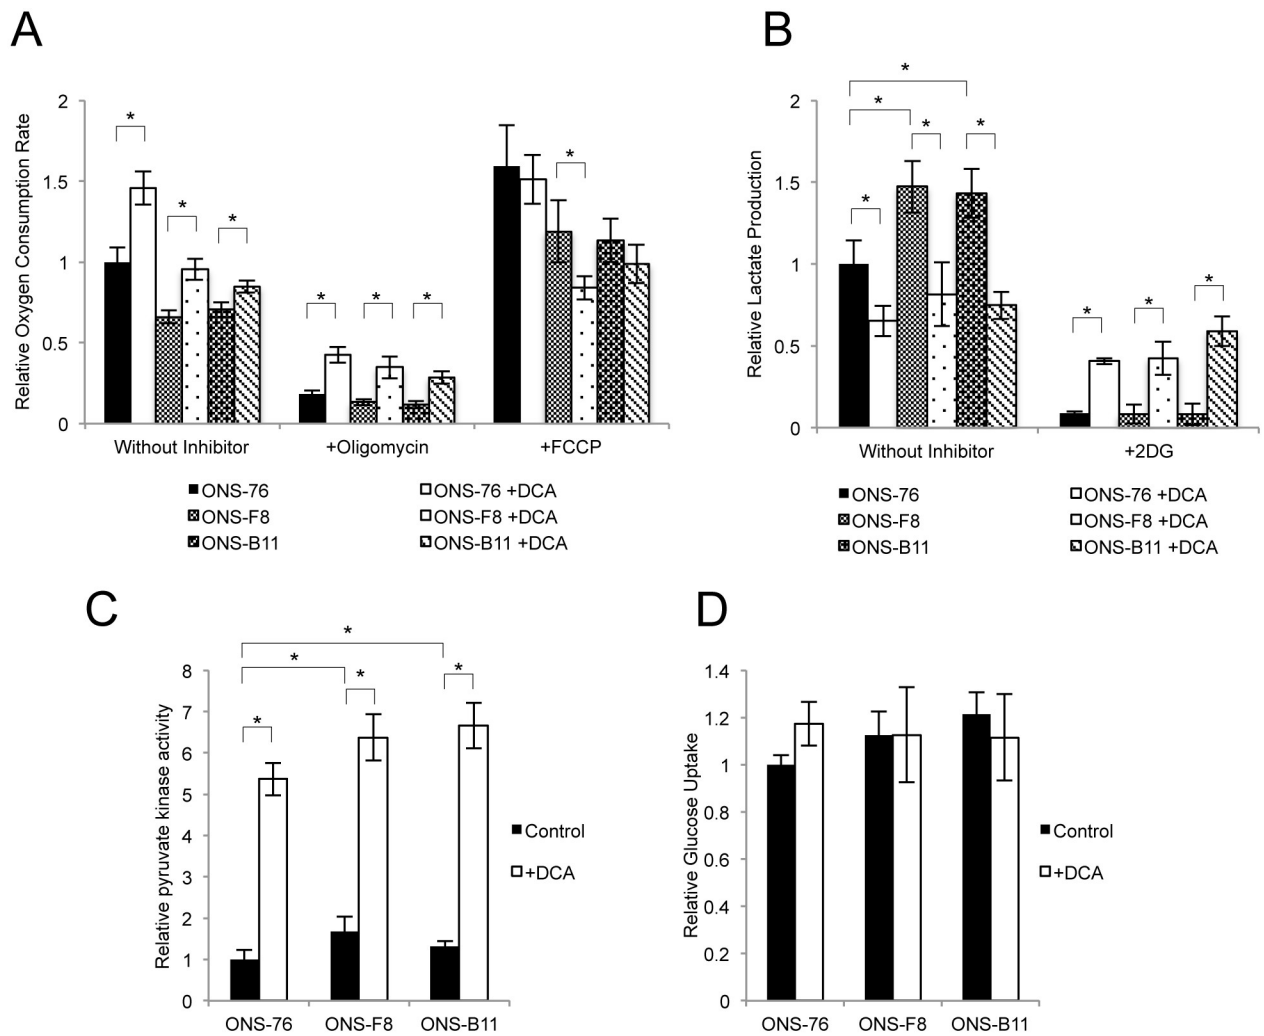 A
Relative Oxygen Consumption Rate
2
1.5
1
0.5
0
* * * * * * *
Without Inhibitor +Oligomycin +FCCP
ONS-76 ONS-76 +DCA
ONS-F8 ONS-F8 +DCA
ONS-B11 ONS-B11 +DCA
B
Relative Lactate Production
2
1.5
1
0.5
0
* * * * * * * *
Without Inhibitor +2DG
ONS-76 ONS-76 +DCA
ONS-F8 ONS-F8 +DCA
ONS-B11 ONS-B11 +DCA
C
Relative pyruvate kinase activity
8
7
6
5
4
3
2
1
0
* * * * *
ONS-76 ONS-F8 ONS-B11
Control
+DCA
D
Relative Glucose Uptake
1.4
1.2
1
0.8
0.6
0.4
0.2
0
ONS-76 ONS-F8 ONS-B11
Control
+DCA